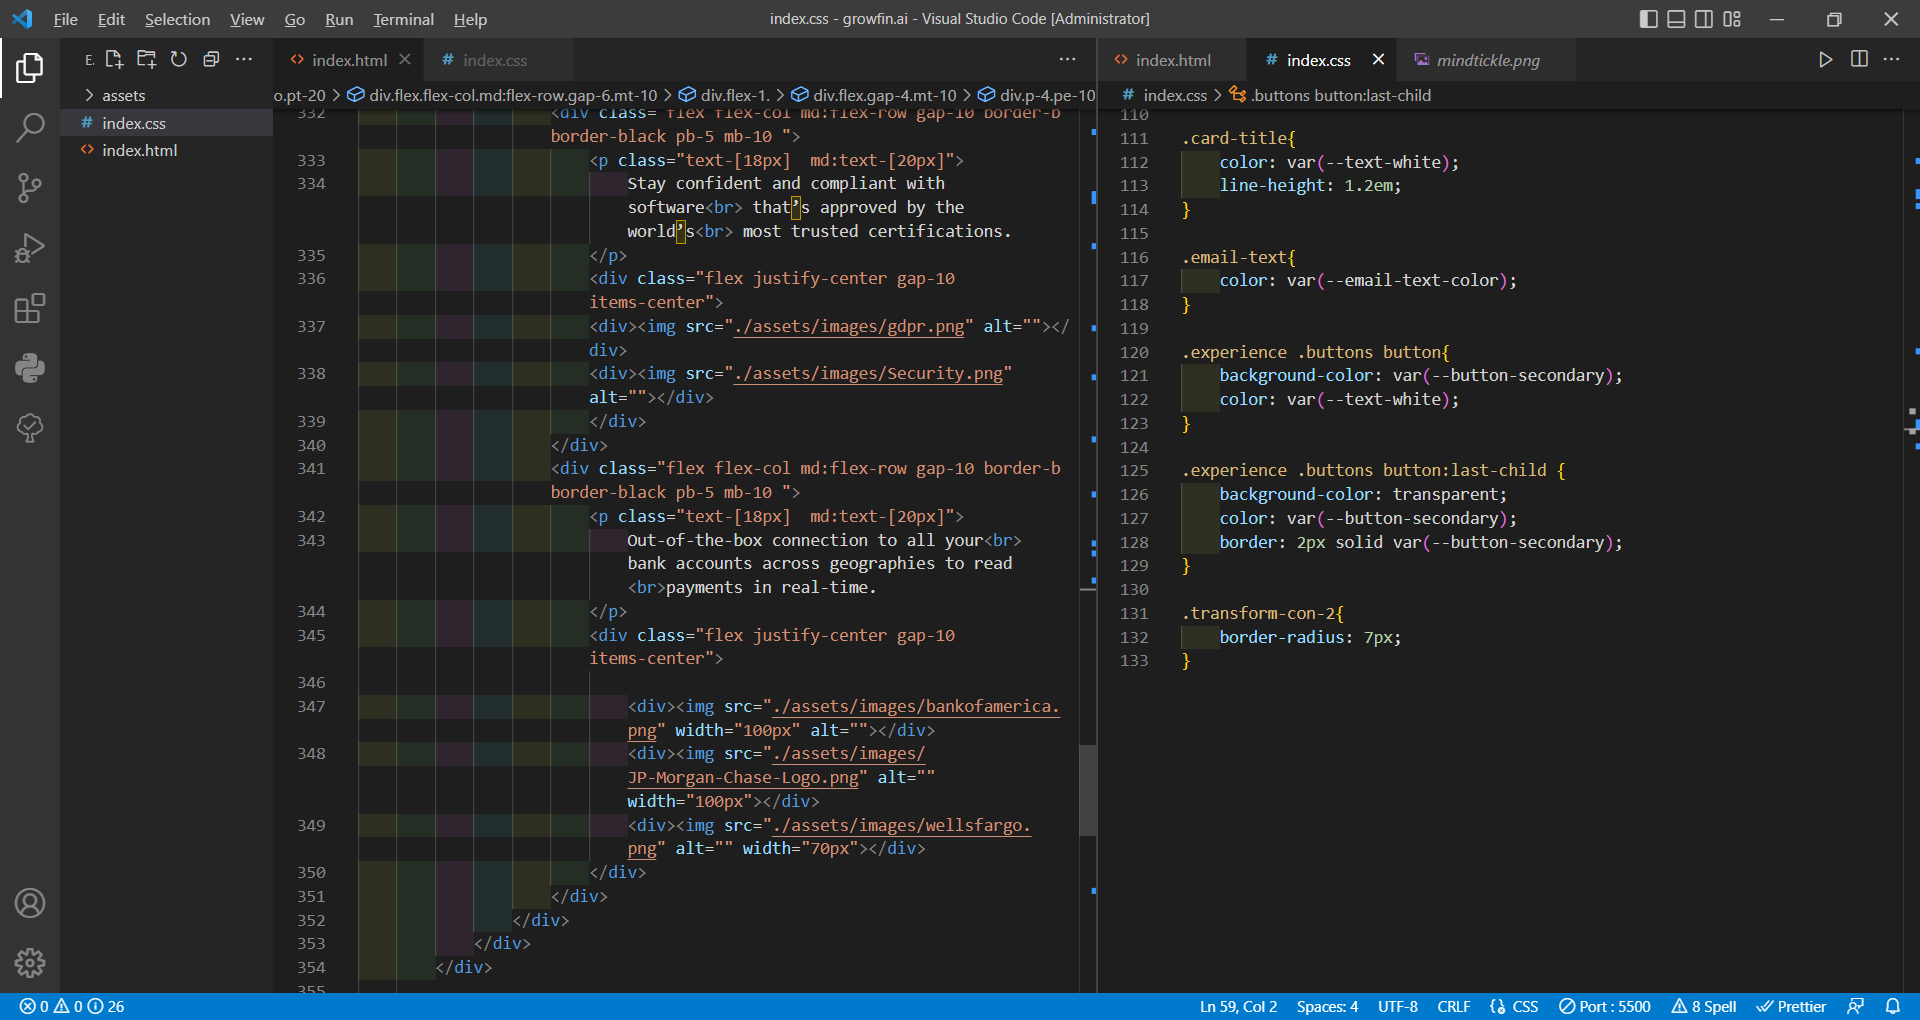 File Edit Selection View Go Run Terminal Help
index.css - growfin.ai - Visual Studio Code [Administrator]
E.
assets
index.css
index.html
index.html
index.css
o.pt-20 > div.flex.flex-col.md:flex-row.gap-6.mt-10 > div.flex-1. > div.flex.gap-4.mt-10 > div.p-4.pe-10
332 <div class="flex flex-col md:flex-row gap-10 border-b
border-black pb-5 mb-10 ">
333 <p class="text-[18px]  md:text-[20px]">
334 Stay confident and compliant with
software<br> that’s approved by the
world’s<br> most trusted certifications.
335 </p>
336 <div class="flex justify-center gap-10
items-center">
337 <div><img src="./assets/images/gdpr.png" alt=""></
div>
338 <div><img src="./assets/images/Security.png"
alt=""></div>
339 </div>
340 </div>
341 <div class="flex flex-col md:flex-row gap-10 border-b
border-black pb-5 mb-10 ">
342 <p class="text-[18px]  md:text-[20px]">
343 Out-of-the-box connection to all your<br>
bank accounts across geographies to read
<br>payments in real-time.
344 </p>
345 <div class="flex justify-center gap-10
items-center">
346
347 <div><img src="./assets/images/bankofamerica.
png" width="100px" alt=""></div>
348 <div><img src="./assets/images/
JP-Morgan-Chase-Logo.png" alt=""
width="100px"></div>
349 <div><img src="./assets/images/wellsfargo.
png" alt="" width="70px"></div>
350 </div>
351 </div>
352 </div>
353 </div>
354 </div>
355
index.html
index.css
mindtickle.png
index.css > .buttons button:last-child
110
111 .card-title{
112 color: var(--text-white);
113 line-height: 1.2em;
114 }
115
116 .email-text{
117 color: var(--email-text-color);
118 }
119
120 .experience .buttons button{
121 background-color: var(--button-secondary);
122 color: var(--text-white);
123 }
124
125 .experience .buttons button:last-child {
126 background-color: transparent;
127 color: var(--button-secondary);
128 border: 2px solid var(--button-secondary);
129 }
130
131 .transform-con-2{
132 border-radius: 7px;
133 }
0 0 26
Ln 59, Col 2 Spaces: 4 UTF-8 CRLF CSS Port : 5500 8 Spell Prettier